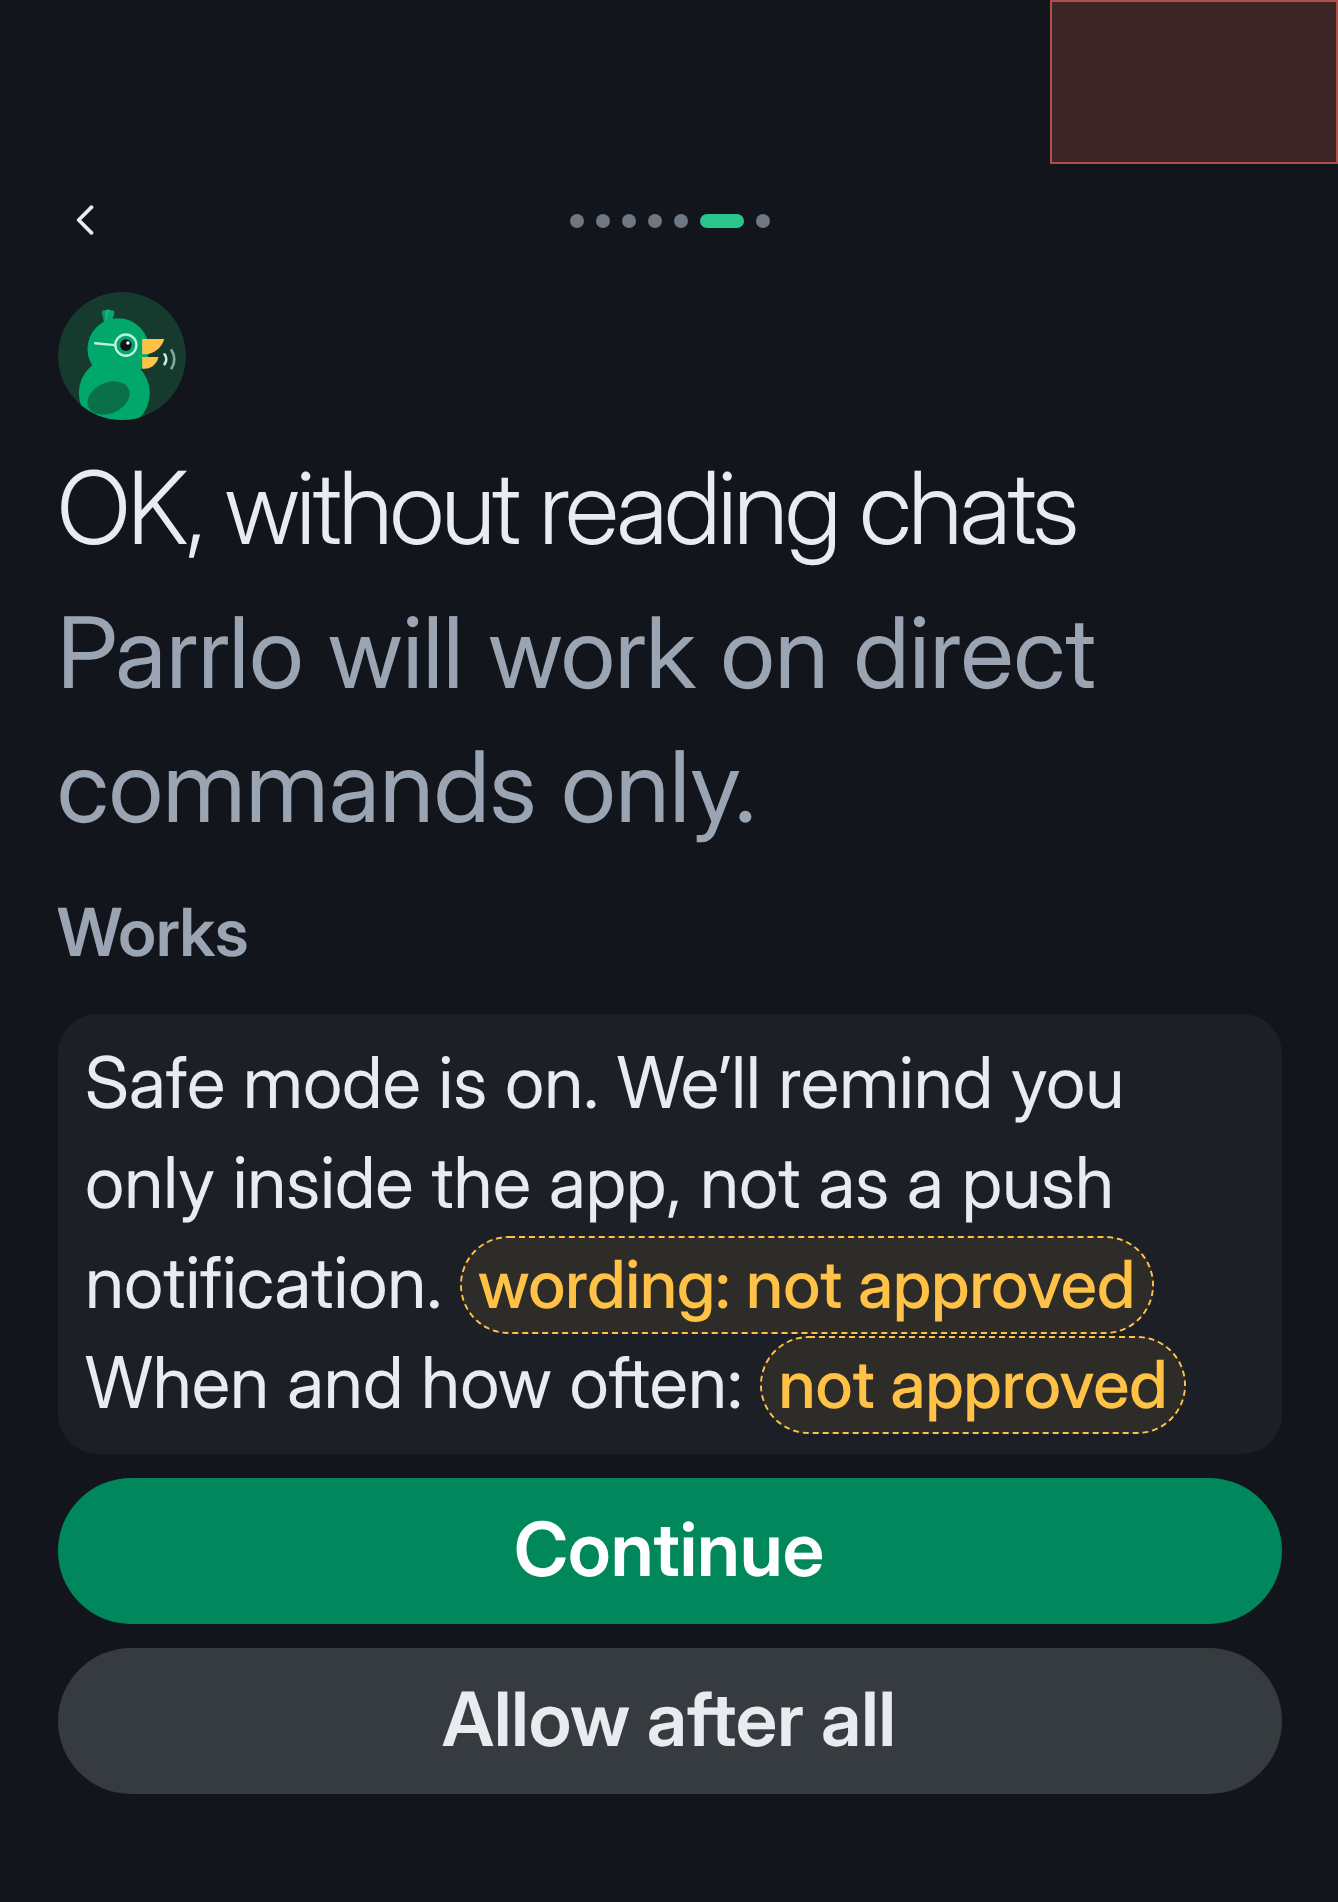 OK, without reading chats
Parrlo will work on direct
commands only.
Works
Safe mode is on. We’ll remind you
only inside the app, not as a push
notification. wording: not approved
When and how often: not approved
Continue
Allow after all